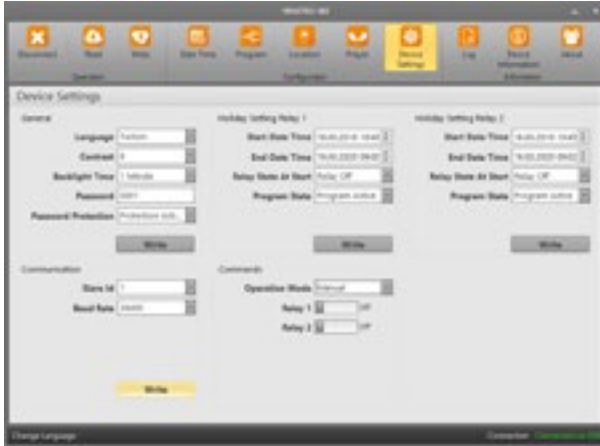 Disconnect
Read
Write
Date Time
Program
Location
Prayer
Device Settings
Log
Device Information
About
Operation
Configuration
Information
Device Settings
General
Language
Contrast
Backlight Time
Password
Password Protection
Write
Holiday Setting Relay 1
Start Date Time
End Date Time
Relay State At Start Relay Off
Program State Program Active
Write
Holiday Setting Relay 2
Start Date Time
End Date Time
Relay State At Start Relay Off
Program State Program Active
Write
Communication
Slave Id 1
Baud Rate
Write
Commands
Operation Mode Manual
Relay 1 Off
Relay 2 Off
Change Language
Connection